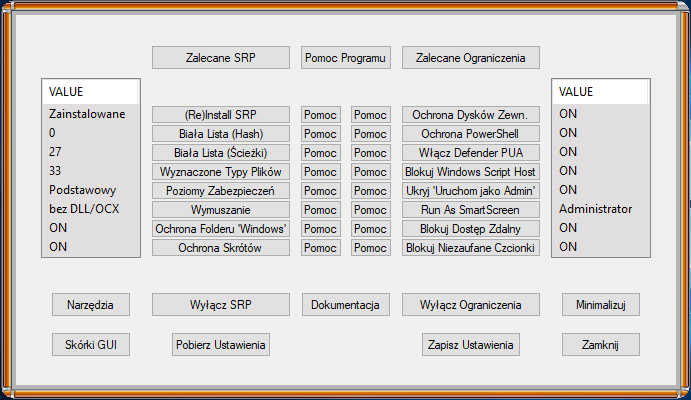 Zalecane SRP Pomoc Programu Zalecane Ograniczenia
VALUE VALUE
Zainstalowane (Re)Install SRP Pomoc Pomoc Ochrona Dysków Zewn. ON
0 Biała Lista (Hash) Pomoc Pomoc Ochrona PowerShell ON
27 Biała Lista (Ścieżki) Pomoc Pomoc Włącz Defender PUA ON
33 Wyznaczone Typy Plików Pomoc Pomoc Blokuj Windows Script Host ON
Podstawowy Poziomy Zabezpieczeń Pomoc Pomoc Ukryj 'Uruchom jako Admin' ON
bez DLL/OCX Wymuszanie Pomoc Pomoc Run As SmartScreen Administrator
ON Ochrona Folderu 'Windows' Pomoc Pomoc Blokuj Dostęp Zdalny ON
ON Ochrona Skrótów Pomoc Pomoc Blokuj Niezaufane Czcionki ON
Narzędzia Wyłącz SRP Dokumentacja Wyłącz Ograniczenia Minimalizuj
Skórki GUI Pobierz Ustawienia Zapisz Ustawienia Zamknij